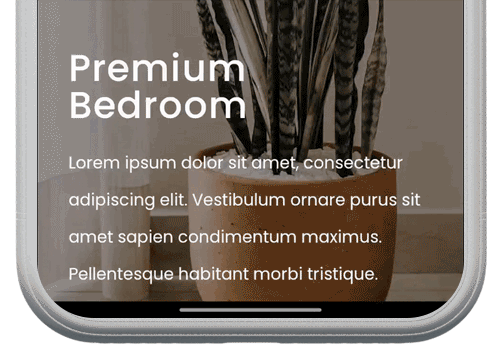 Premium
Bedroom
Lorem ipsum dolor sit amet, consectetur
adipiscing elit. Vestibulum ornare purus sit
amet sapien condimentum maximus.
Pellentesque habitant morbi tristique.